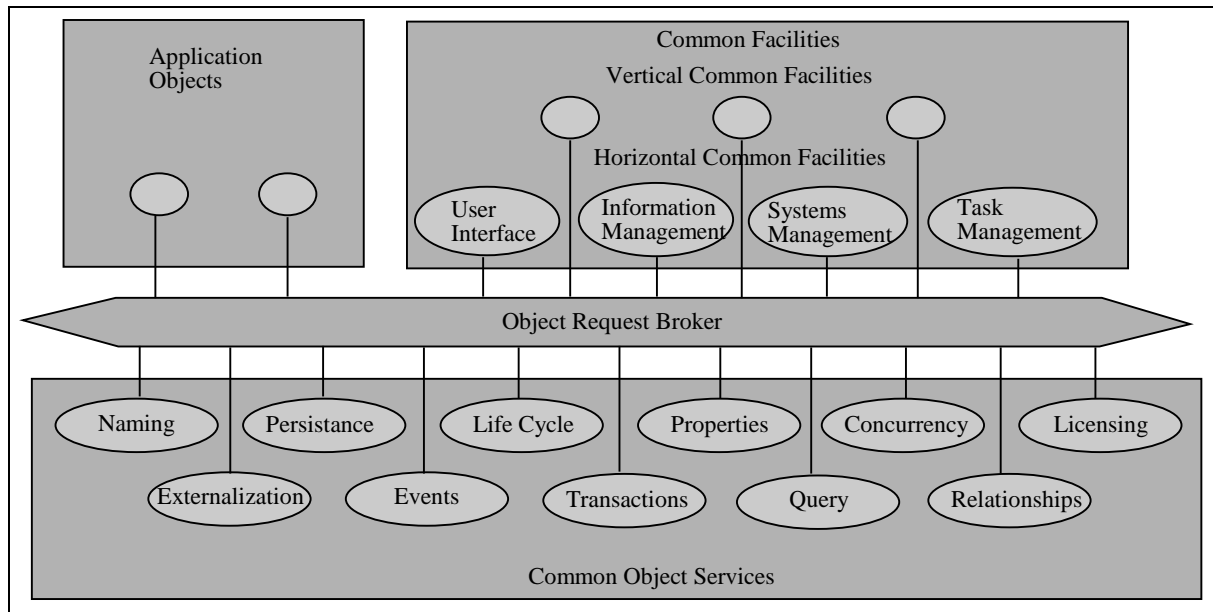 Application
Objects
Common Facilities
Vertical Common Facilities
Horizontal Common Facilities
User
Interface
Information
Management
Systems
Management
Task
Management
Object Request Broker
Naming
Persistance
Life Cycle
Properties
Concurrency
Licensing
Externalization
Events
Transactions
Query
Relationships
Common Object Services